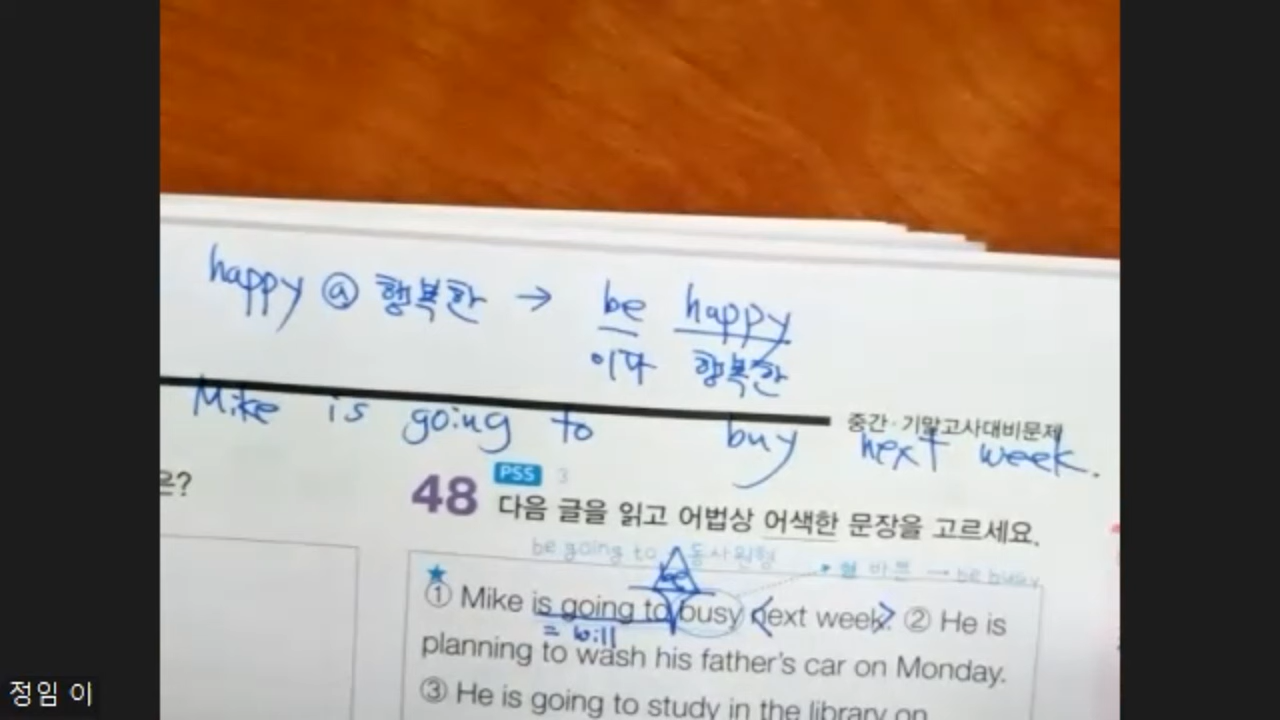 happy ⓐ 행복한 → be happy
이다 행복한
중간·기말고사대비문제
Mike is going to buy next week.
은?
48 PSS 3
다음 글을 읽고 어법상 어색한 문장을 고르세요.
be going to 동사원형
형 바쁜 → be busy
be
① Mike is going to busy next week. ② He is
= will
planning to wash his father's car on Monday.
③ He is going to study in the library on
정임 이